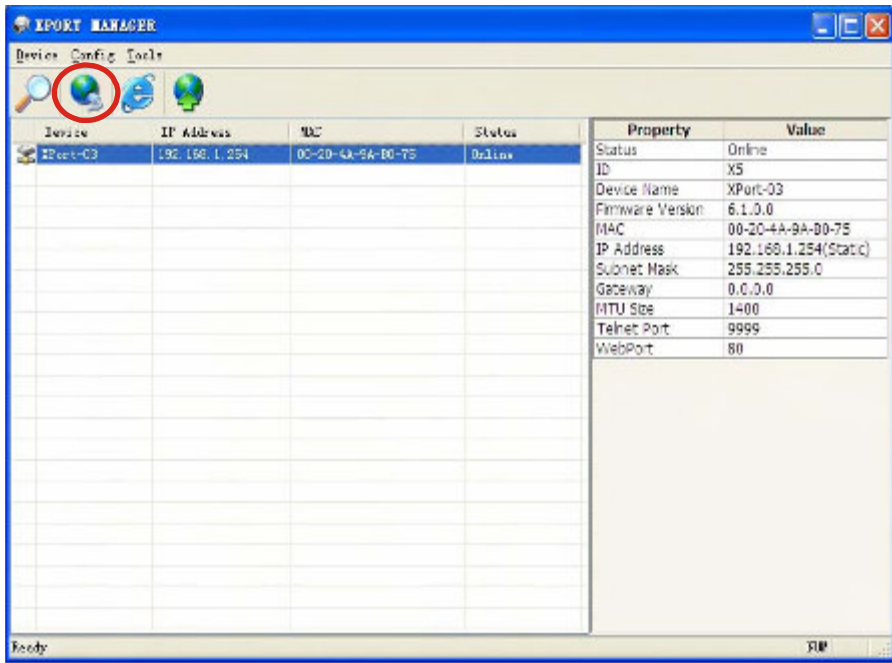 XPORT MANAGER
Device Config Tools
Device IP Address MAC Status
XPort-03 192.168.1.254 00-20-4A-9A-B0-75 Online
Property Value
Status Online
ID X5
Device Name XPort-03
Firmware Version 6.1.0.0
MAC 00-20-4A-9A-B0-75
IP Address 192.168.1.254(Static)
Subnet Mask 255.255.255.0
Gateway 0.0.0.0
MTU Size 1400
Telnet Port 9999
WebPort 80
Ready NUM